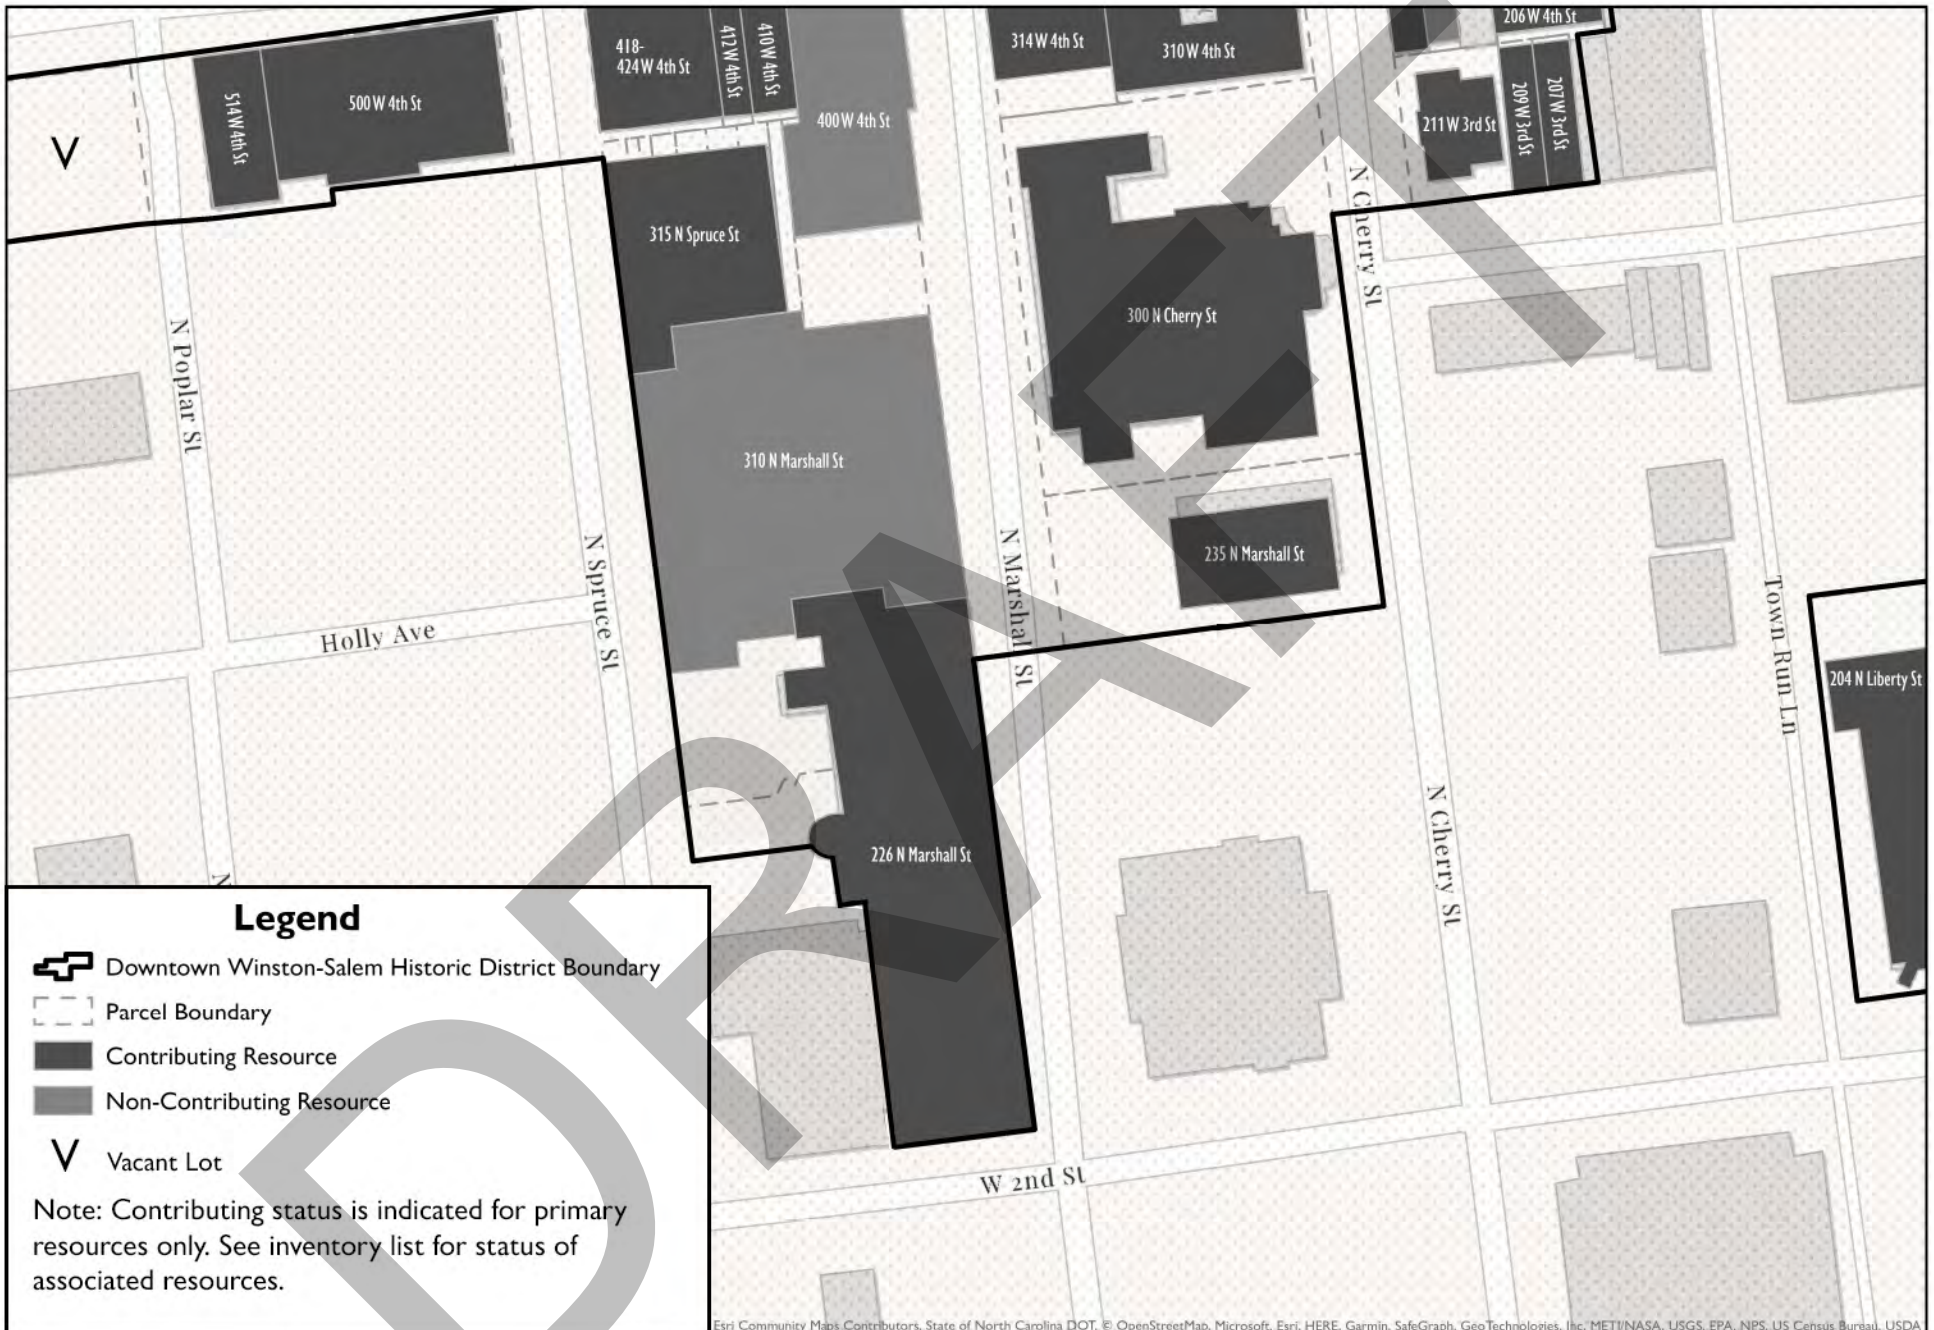 418-
424 W 4th St
412 W 4th St
410 W 4th St
314 W 4th St
310 W 4th St
206 W 4th St
514 W 4th St
500 W 4th St
400 W 4th St
211 W 3rd St
209 W 3rd St
207 W 3rd St
V
315 N Spruce St
N Cherry St
300 N Cherry St
N Poplar St
310 N Marshall St
235 N Marshall St
N Spruce St
N Marshall St
Holly Ave
Town Run Ln
204 N Liberty St
226 N Marshall St
N Cherry St
N
W 2nd St
DRAFT
Legend
Downtown Winston-Salem Historic District Boundary
Parcel Boundary
Contributing Resource
Non-Contributing Resource
V Vacant Lot
Note: Contributing status is indicated for primary
resources only. See inventory list for status of
associated resources.
Esri Community Maps Contributors, State of North Carolina DOT, © OpenStreetMap, Microsoft, Esri, HERE, Garmin, SafeGraph, GeoTechnologies, Inc, METI/NASA, USGS, EPA, NPS, US Census Bureau, USDA